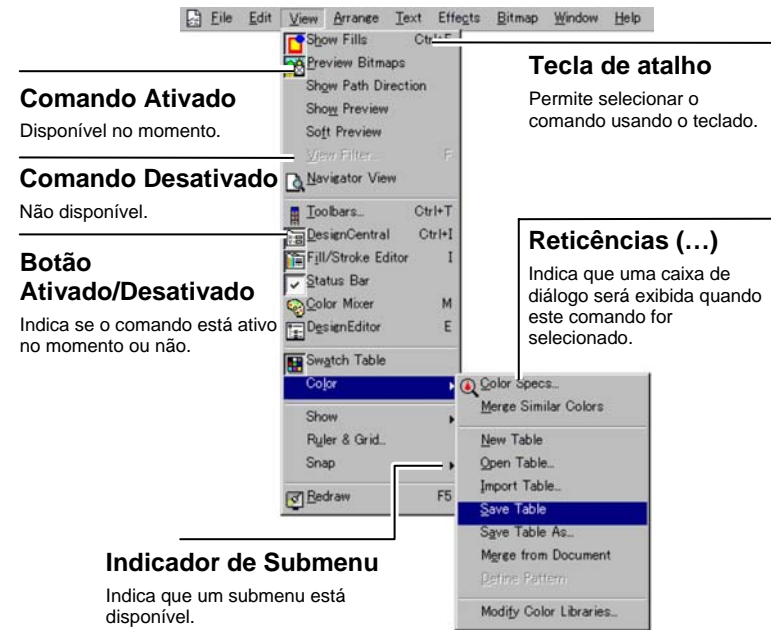 File Edit View Arrange Text Effects Bitmap Window Help
Show Fills Ctrl+F
Preview Bitmaps
Show Path Direction
Show Preview
Soft Preview
View Filter... F
Navigator View
Toolbars... Ctrl+T
DesignCentral Ctrl+I
Fill/Stroke Editor I
Status Bar
Color Mixer M
DesignEditor E
Swatch Table
Color
Show
Ruler & Grid...
Snap
Redraw F5
Color Specs...
Merge Similar Colors
New Table
Open Table...
Import Table...
Save Table
Save Table As...
Merge from Document
Define Pattern
Modify Color Libraries...
Comando Ativado
Disponível no momento.
Comando Desativado
Não disponível.
Botão
Ativado/Desativado
Indica se o comando está ativo
no momento ou não.
Tecla de atalho
Permite selecionar o
comando usando o teclado.
Reticências (…)
Indica que uma caixa de
diálogo será exibida quando
este comando for
selecionado.
Indicador de Submenu
Indica que um submenu está
disponível.